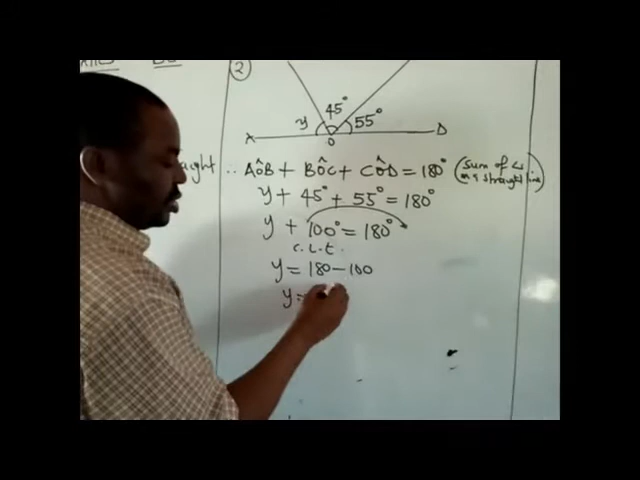 2
45°
y 55°
A O D
aight ∴ AÔB + BÔC + CÔD = 180° (sum of ∠
on a straight line)
y + 45° + 55° = 180°
y + 100° = 180°
C.L.T.
y = 180 - 100
y =